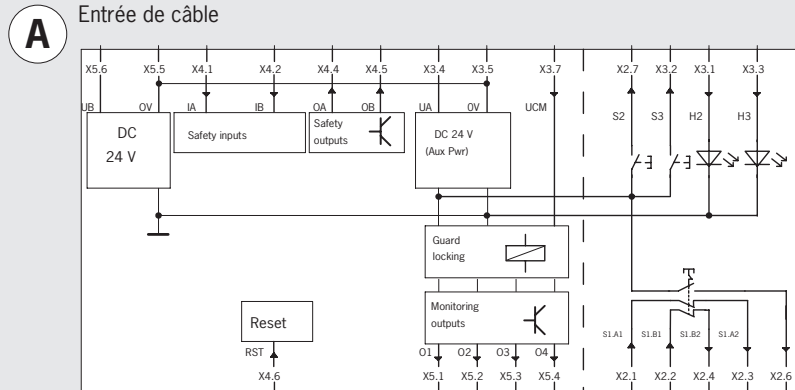 A
Entrée de câble
X5.6 X5.5 X4.1 X4.2 X4.4 X4.5 X3.4 X3.5 X3.7 X2.7 X3.2 X3.1 X3.3
UB 0V IA IB OA OB UA 0V UCM S2 S3 H2 H3
DC
24 V
Safety inputs
Safety
outputs
DC 24 V
(Aux Pwr)
Guard
locking
Monitoring
outputs
Reset
RST
O1 O2 O3 O4
S1.A1 S1.B1 S1.B2 S1.A2
X4.6 X5.1 X5.2 X5.3 X5.4 X2.1 X2.2 X2.4 X2.3 X2.6